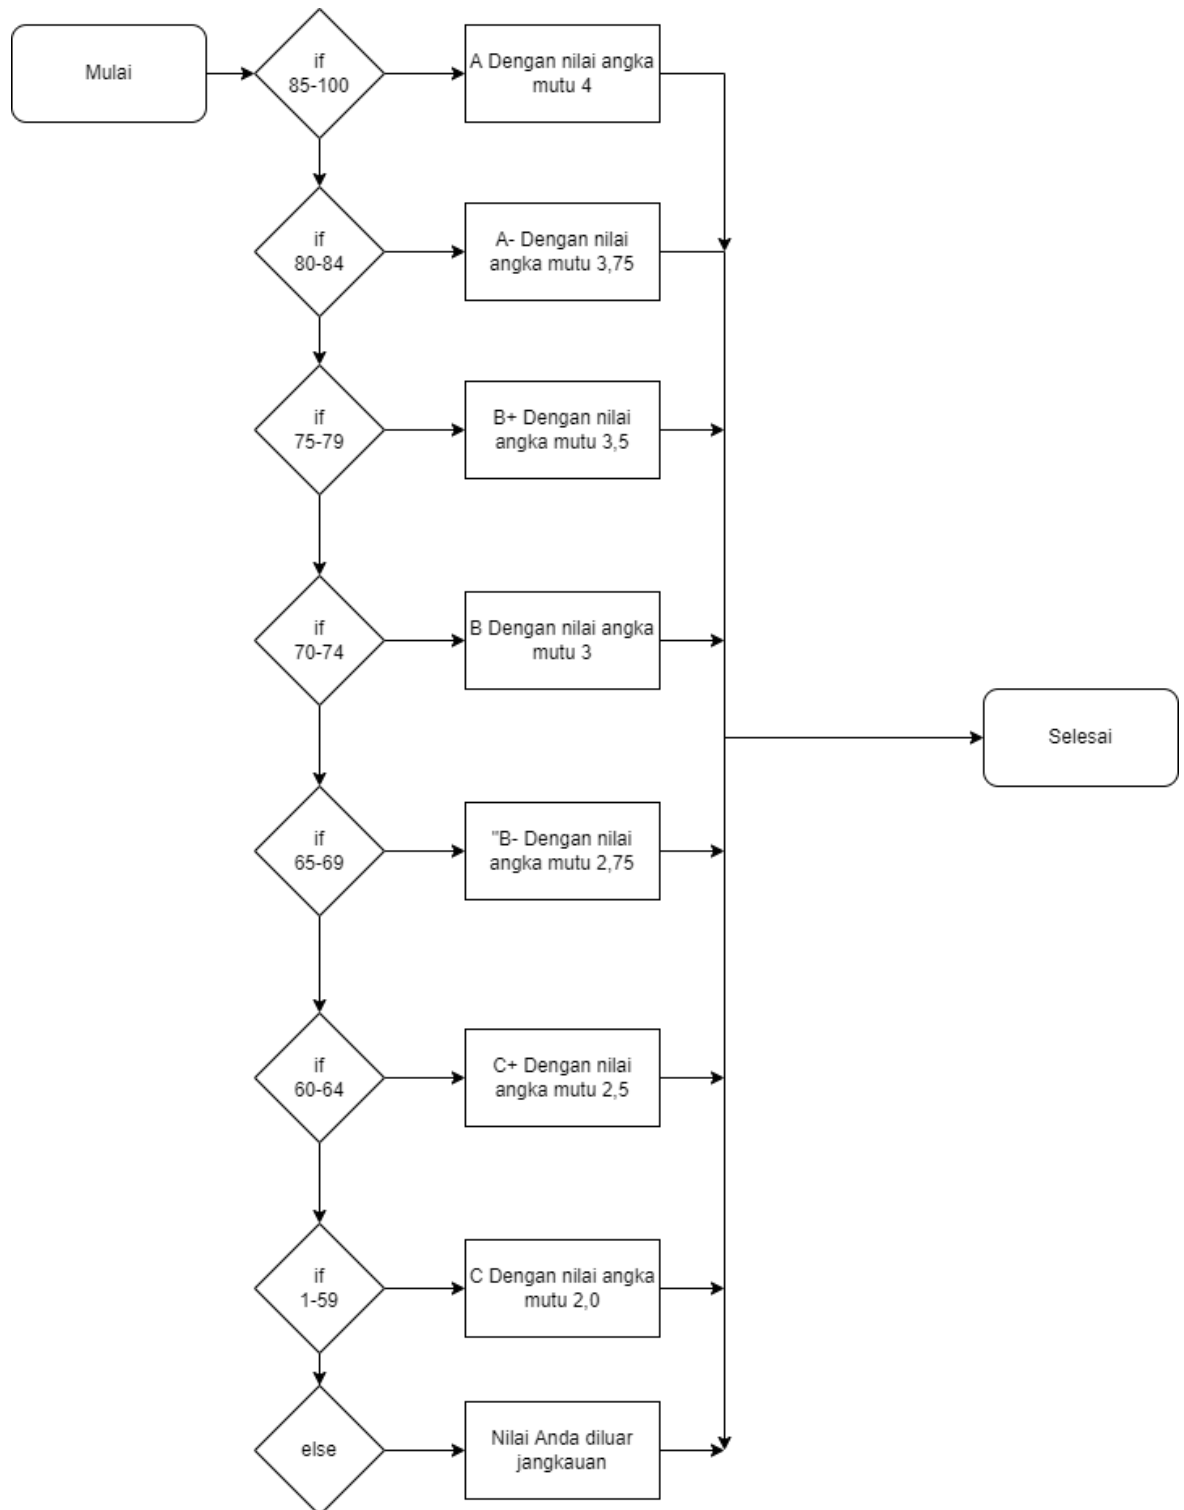 Mulai
if
85-100
A Dengan nilai angka
mutu 4
if
80-84
A- Dengan nilai
angka mutu 3,75
if
75-79
B+ Dengan nilai
angka mutu 3,5
if
70-74
B Dengan nilai angka
mutu 3
Selesai
if
65-69
"B- Dengan nilai
angka mutu 2,75
if
60-64
C+ Dengan nilai
angka mutu 2,5
if
1-59
C Dengan nilai angka
mutu 2,0
else
Nilai Anda diluar
jangkauan